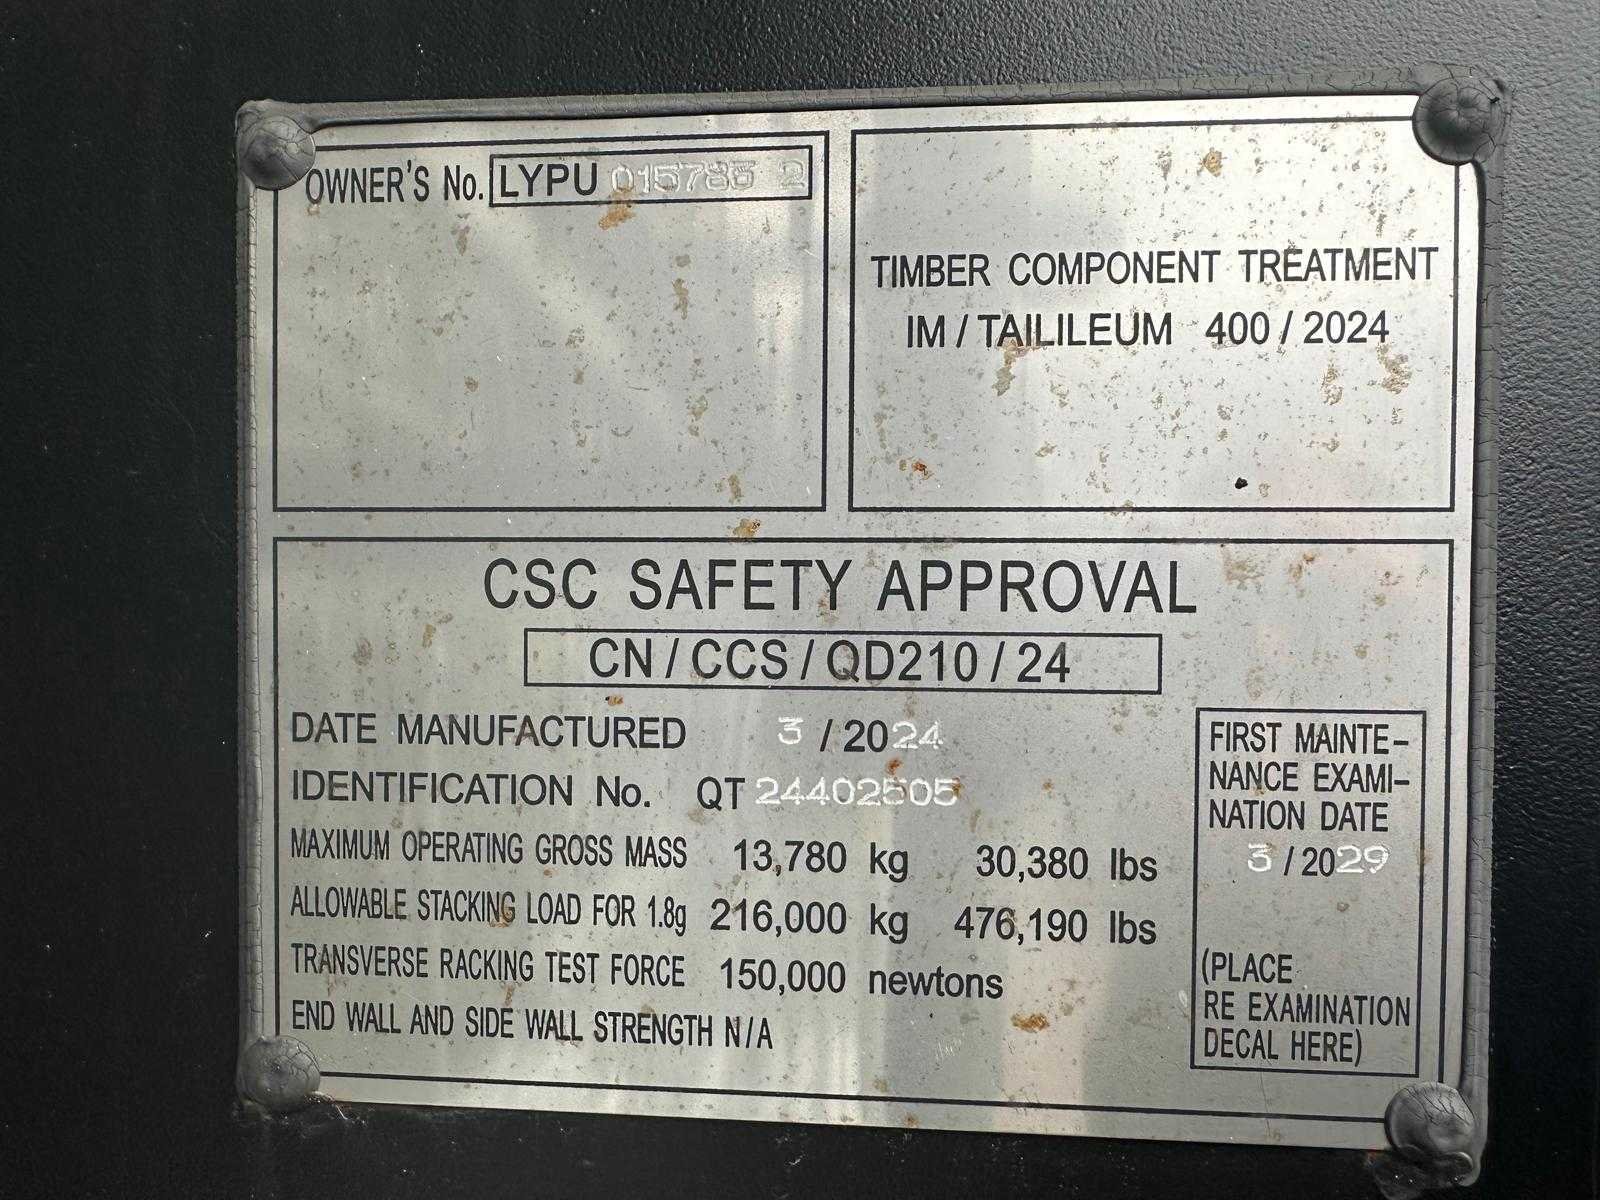 OWNER'S No. LYPU 015783 2
TIMBER COMPONENT TREATMENT
IM / TAILILEUM 400 / 2024
CSC SAFETY APPROVAL
CN / CCS / QD210 / 24
DATE MANUFACTURED 3 / 2024
IDENTIFICATION No. QT 24402505
MAXIMUM OPERATING GROSS MASS 13,780 kg 30,380 lbs
ALLOWABLE STACKING LOAD FOR 1.8g 216,000 kg 476,190 lbs
TRANSVERSE RACKING TEST FORCE 150,000 newtons
END WALL AND SIDE WALL STRENGTH N/A
FIRST MAINTE-
NANCE EXAMI-
NATION DATE
3 / 2029
(PLACE
RE EXAMINATION
DECAL HERE)